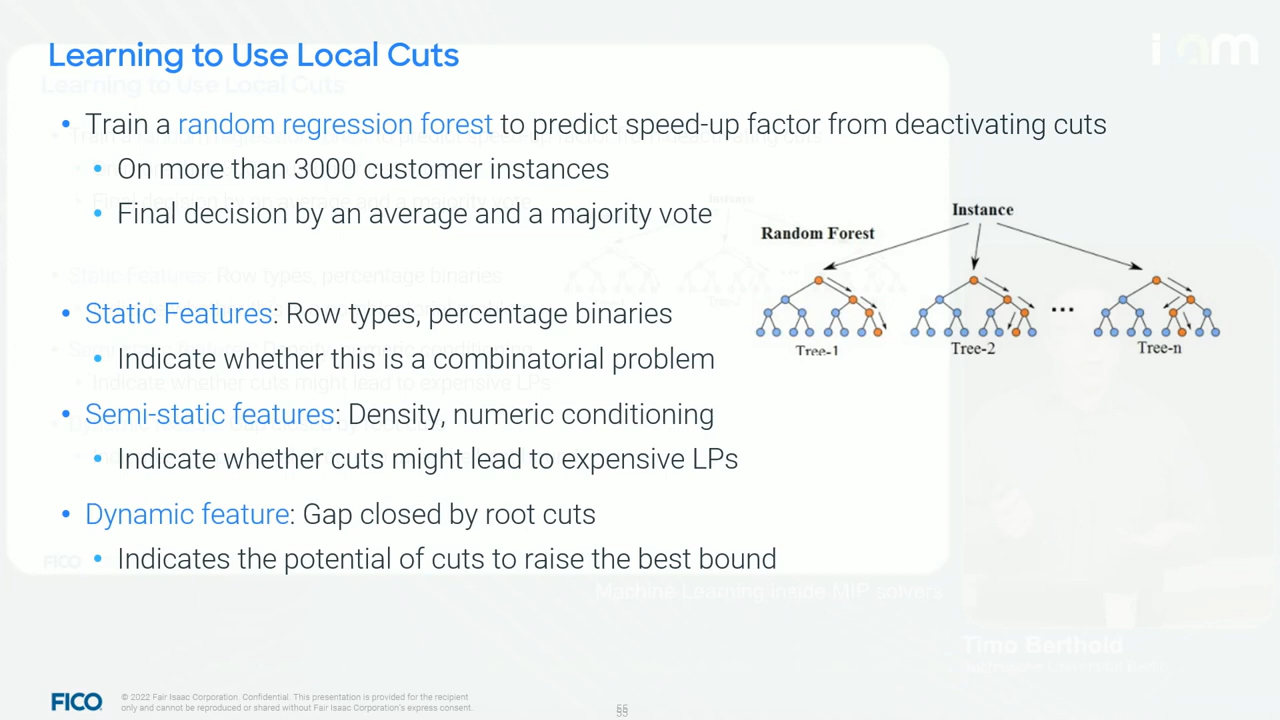 Learning to Use Local Cuts
• Train a random regression forest to predict speed-up factor from deactivating cuts
• On more than 3000 customer instances
• Final decision by an average and a majority vote
Instance
Random Forest
Tree-1
Tree-2
...
Tree-n
• Static Features: Row types, percentage binaries
• Indicate whether this is a combinatorial problem
• Semi-static features: Density, numeric conditioning
• Indicate whether cuts might lead to expensive LPs
• Dynamic feature: Gap closed by root cuts
• Indicates the potential of cuts to raise the best bound
Machine Learning inside MIP solvers
Timo Berthold
FICO
© 2022 Fair Isaac Corporation. Confidential. This presentation is provided for the recipient
only and cannot be reproduced or shared without Fair Isaac Corporation's express consent.